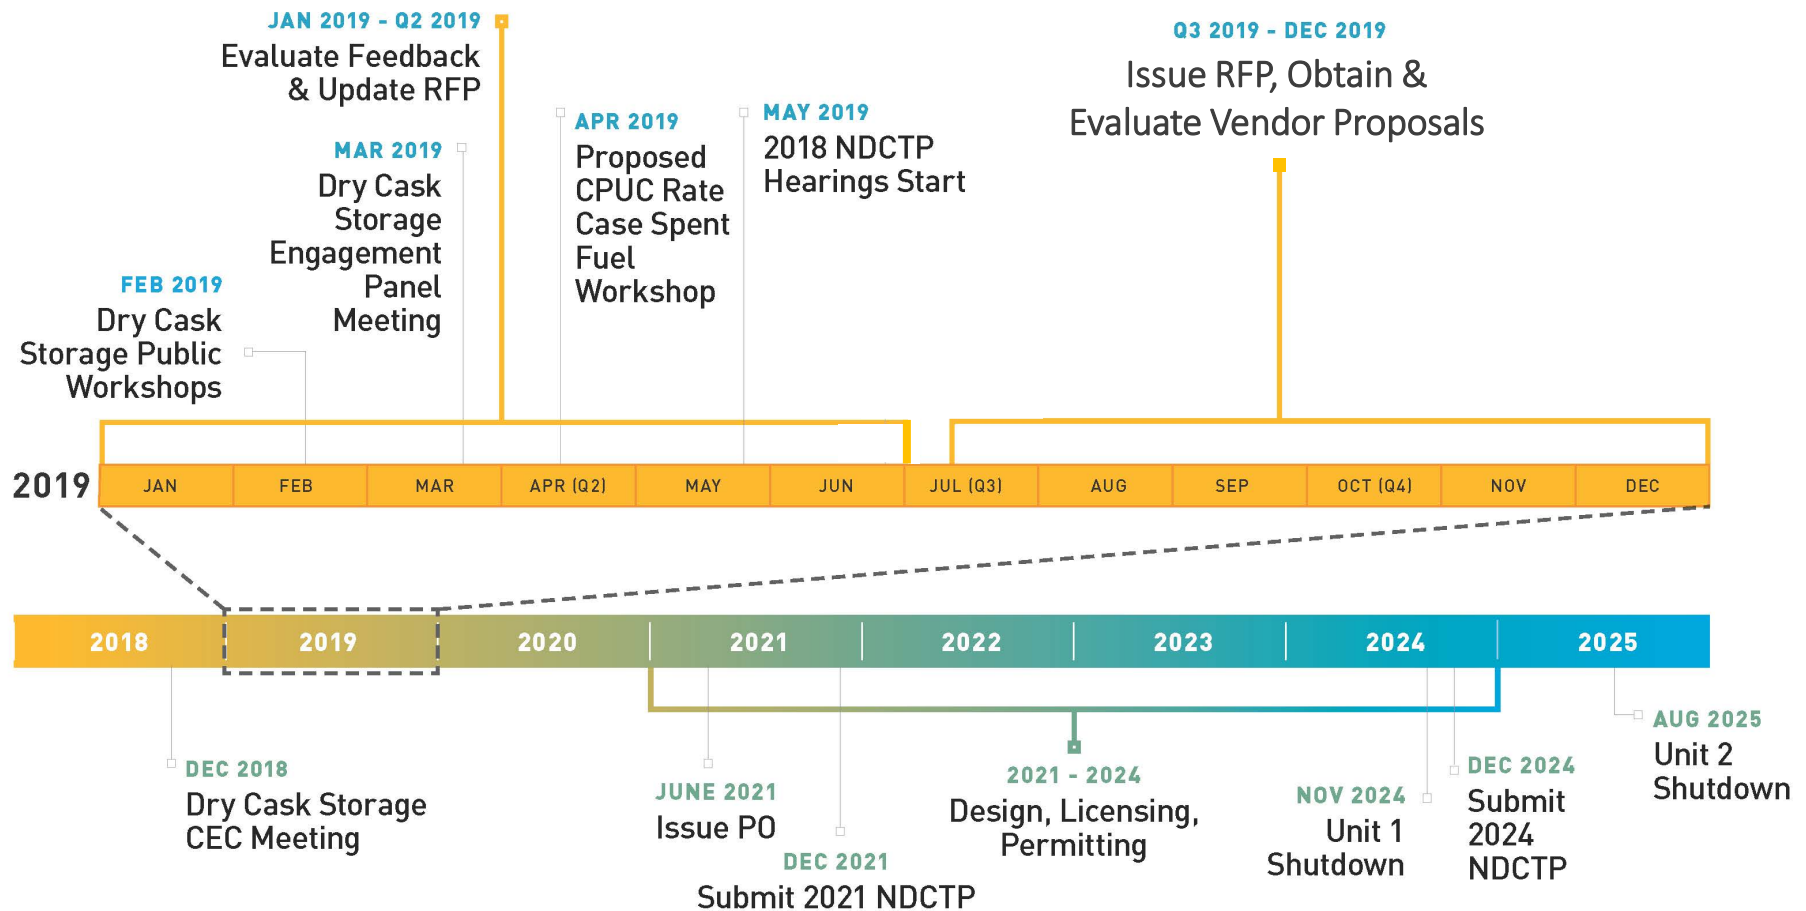 JAN 2019 - Q2 2019
Evaluate Feedback
& Update RFP
Q3 2019 - DEC 2019
Issue RFP, Obtain &
Evaluate Vendor Proposals
MAR 2019
Dry Cask
Storage
Engagement
Panel
Meeting
APR 2019
Proposed
CPUC Rate
Case Spent
Fuel
Workshop
MAY 2019
2018 NDCTP
Hearings Start
FEB 2019
Dry Cask
Storage Public
Workshops
2019 JAN FEB MAR APR (Q2) MAY JUN JUL (Q3) AUG SEP OCT (Q4) NOV DEC
2018 2019 2020 2021 2022 2023 2024 2025
DEC 2018
Dry Cask Storage
CEC Meeting
JUNE 2021
Issue PO
DEC 2021
Submit 2021 NDCTP
2021 - 2024
Design, Licensing,
Permitting
NOV 2024
Unit 1
Shutdown
DEC 2024
Submit
2024
NDCTP
AUG 2025
Unit 2
Shutdown